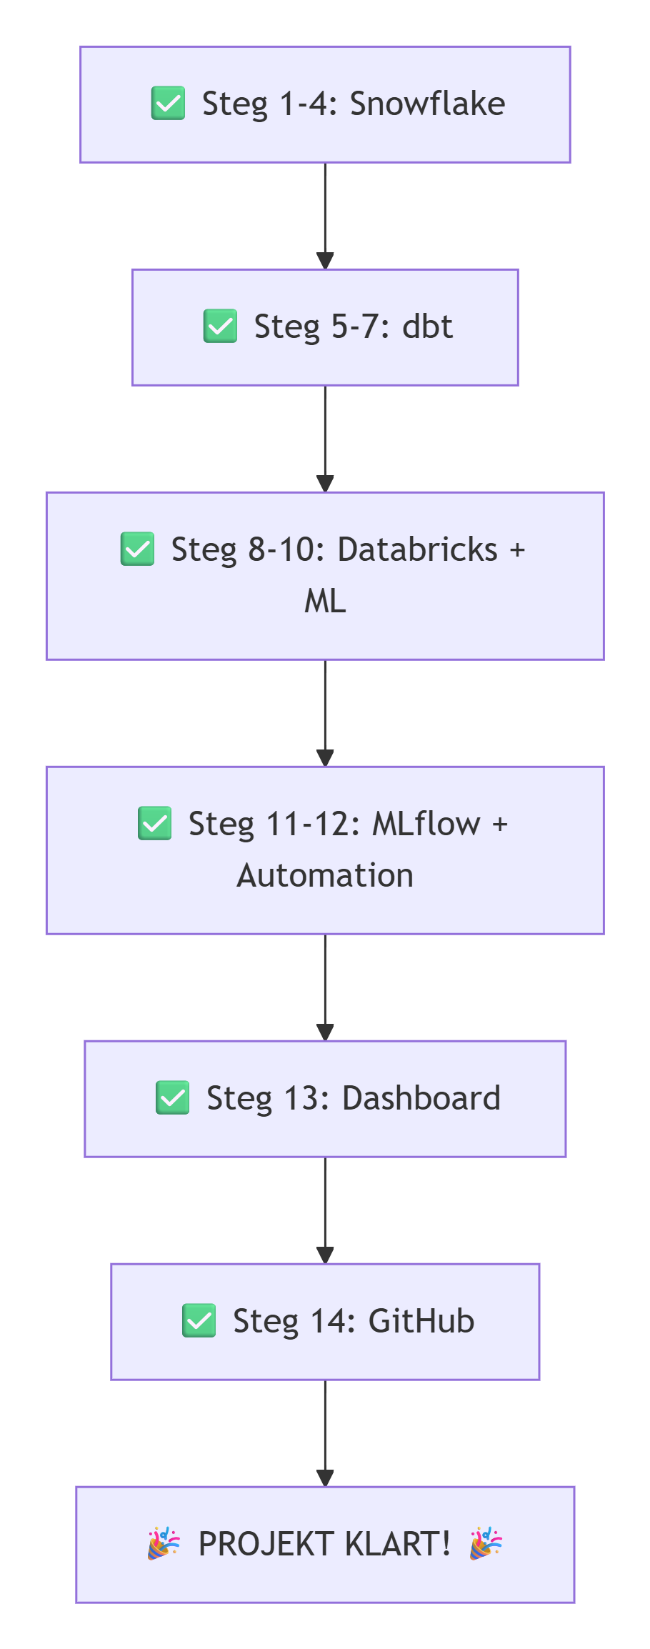 ✅ Steg 1-4: Snowflake
✅ Steg 5-7: dbt
✅ Steg 8-10: Databricks +
ML
✅ Steg 11-12: MLflow +
Automation
✅ Steg 13: Dashboard
✅ Steg 14: GitHub
🎉 PROJEKT KLART! 🎉